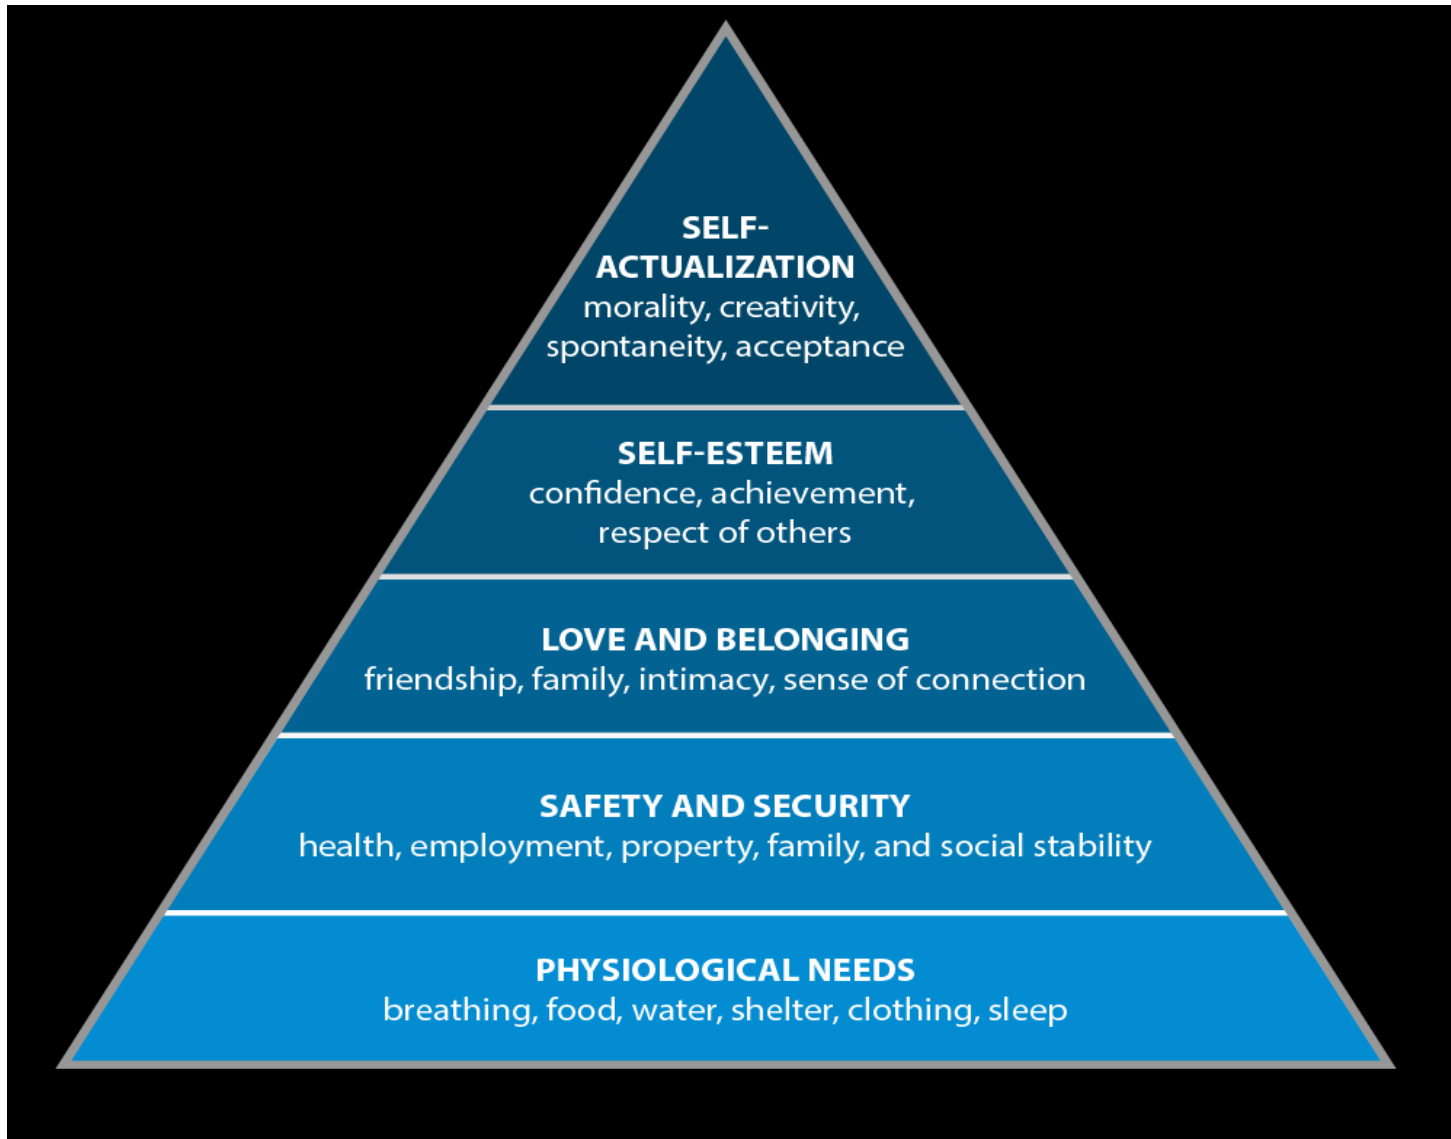 SELF-
ACTUALIZATION
morality, creativity,
spontaneity, acceptance
SELF-ESTEEM
confidence, achievement,
respect of others
LOVE AND BELONGING
friendship, family, intimacy, sense of connection
SAFETY AND SECURITY
health, employment, property, family, and social stability
PHYSIOLOGICAL NEEDS
breathing, food, water, shelter, clothing, sleep